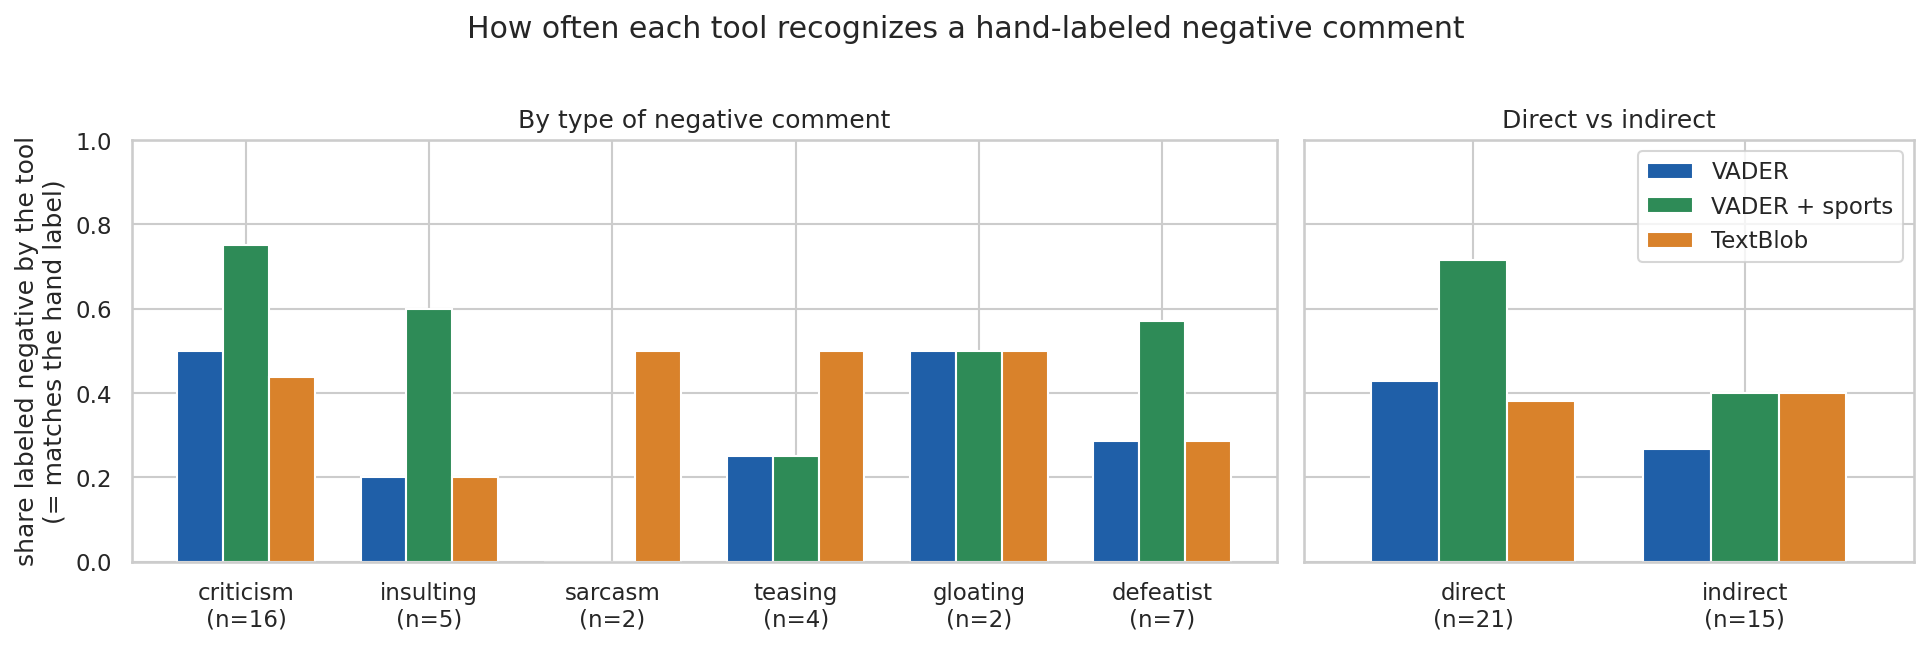 How often each tool recognizes a hand-labeled negative comment
By type of negative comment
Direct vs indirect
share labeled negative by the tool
(= matches the hand label)
1.0
0.8
0.6
0.4
0.2
0.0
VADER
VADER + sports
TextBlob
criticism
(n=16)
insulting
(n=5)
sarcasm
(n=2)
teasing
(n=4)
gloating
(n=2)
defeatist
(n=7)
direct
(n=21)
indirect
(n=15)